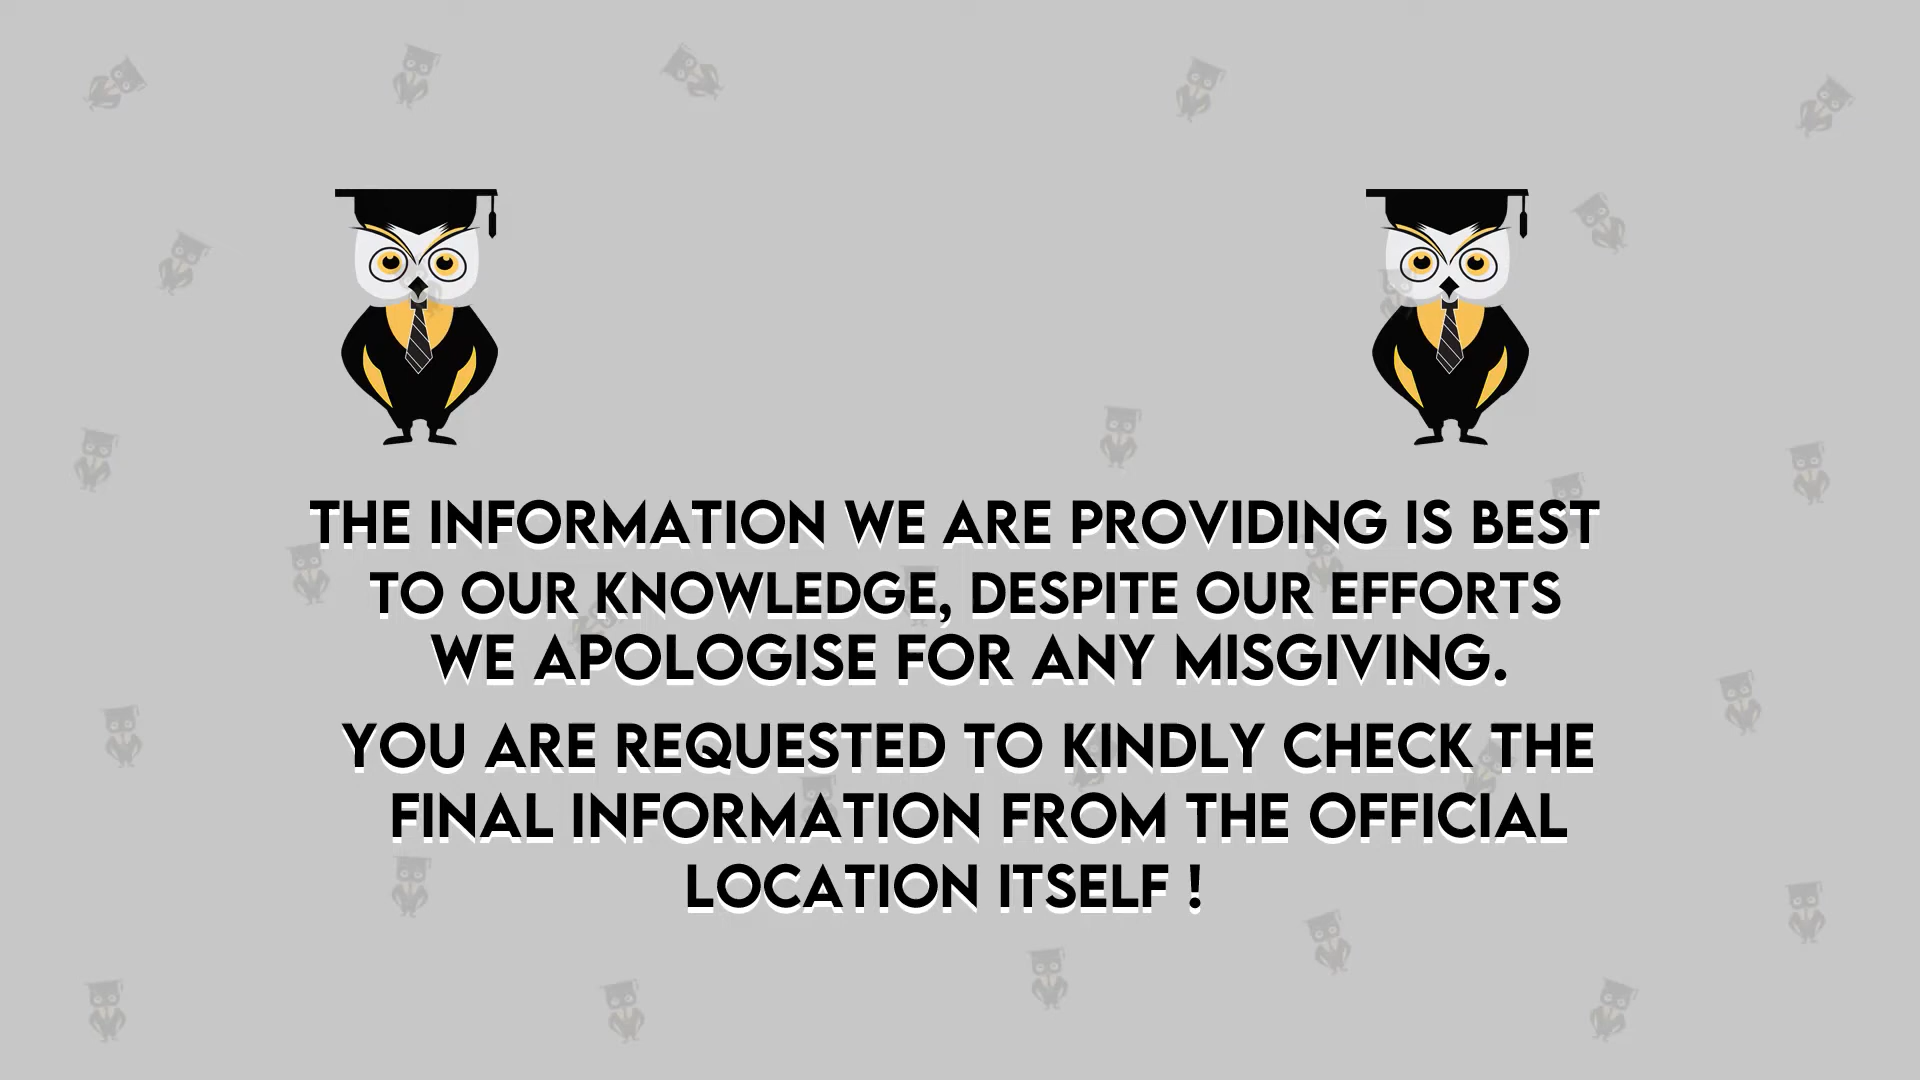 THE INFORMATION WE ARE PROVIDING IS BEST
TO OUR KNOWLEDGE, DESPITE OUR EFFORTS
WE APOLOGISE FOR ANY MISGIVING.
YOU ARE REQUESTED TO KINDLY CHECK THE
FINAL INFORMATION FROM THE OFFICIAL
LOCATION ITSELF !